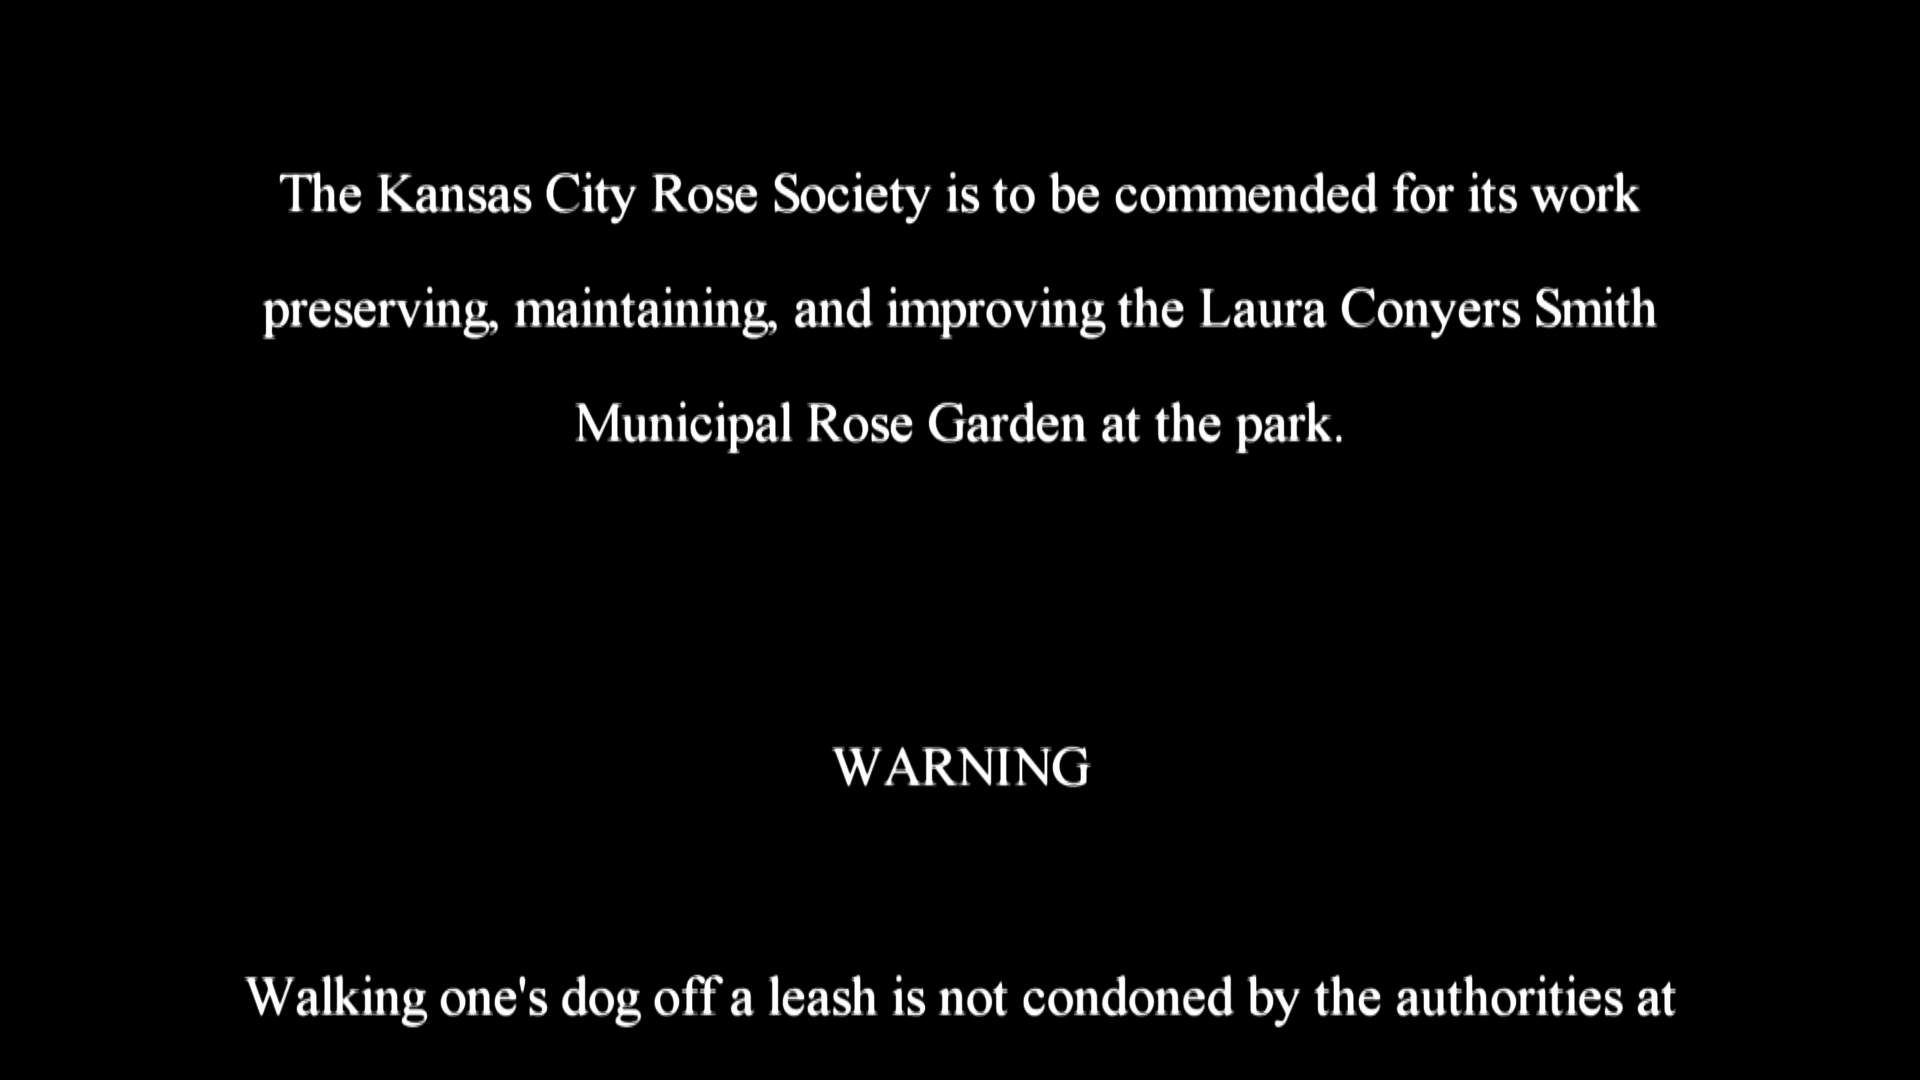 The Kansas City Rose Society is to be commended for its work
preserving, maintaining, and improving the Laura Conyers Smith
Municipal Rose Garden at the park.
WARNING
Walking one's dog off a leash is not condoned by the authorities at